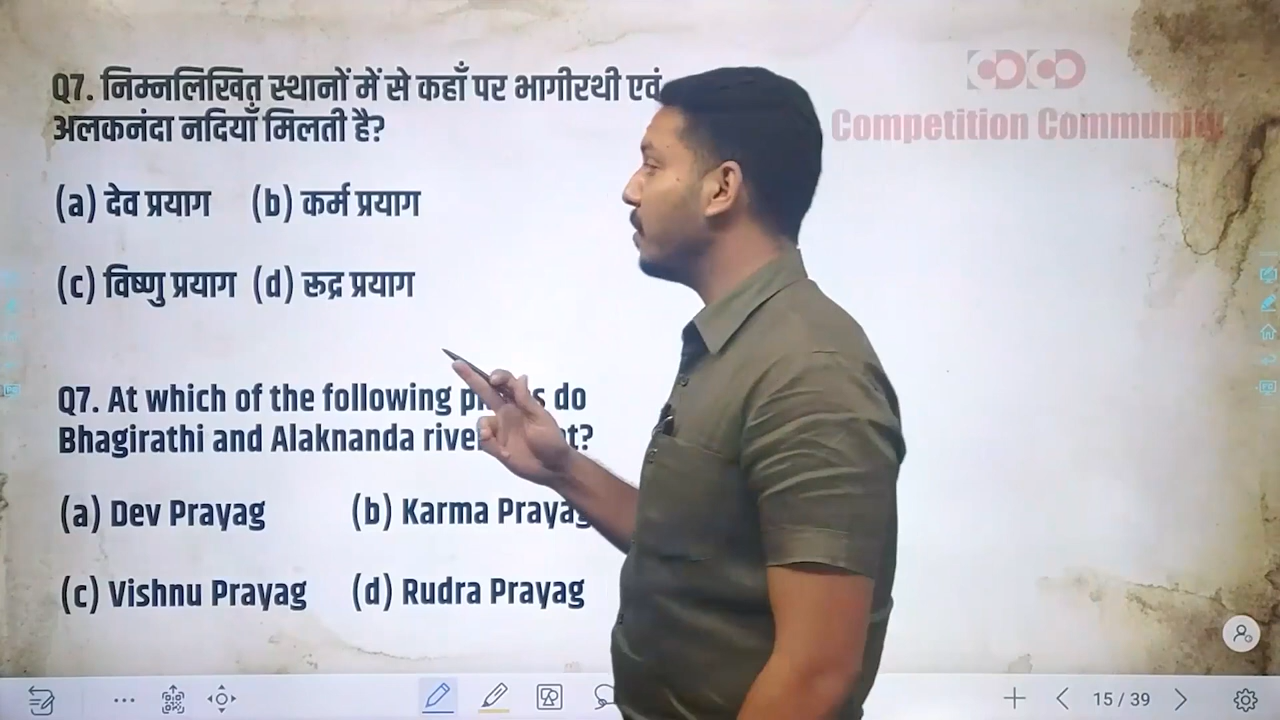 Q7. निम्नलिखित स्थानों में से कहाँ पर भागीरथी एवं
अलकनंदा नदियाँ मिलती है?
(a) देव प्रयाग (b) कर्म प्रयाग
(c) विष्णु प्रयाग (d) रूद्र प्रयाग
Q7. At which of the following do
Bhagirathi and Alaknanda
(a) Dev Prayag (b) Karma Prayag
(c) Vishnu Prayag (d) Rudra Prayag
COCO
Competition Community
15 / 39